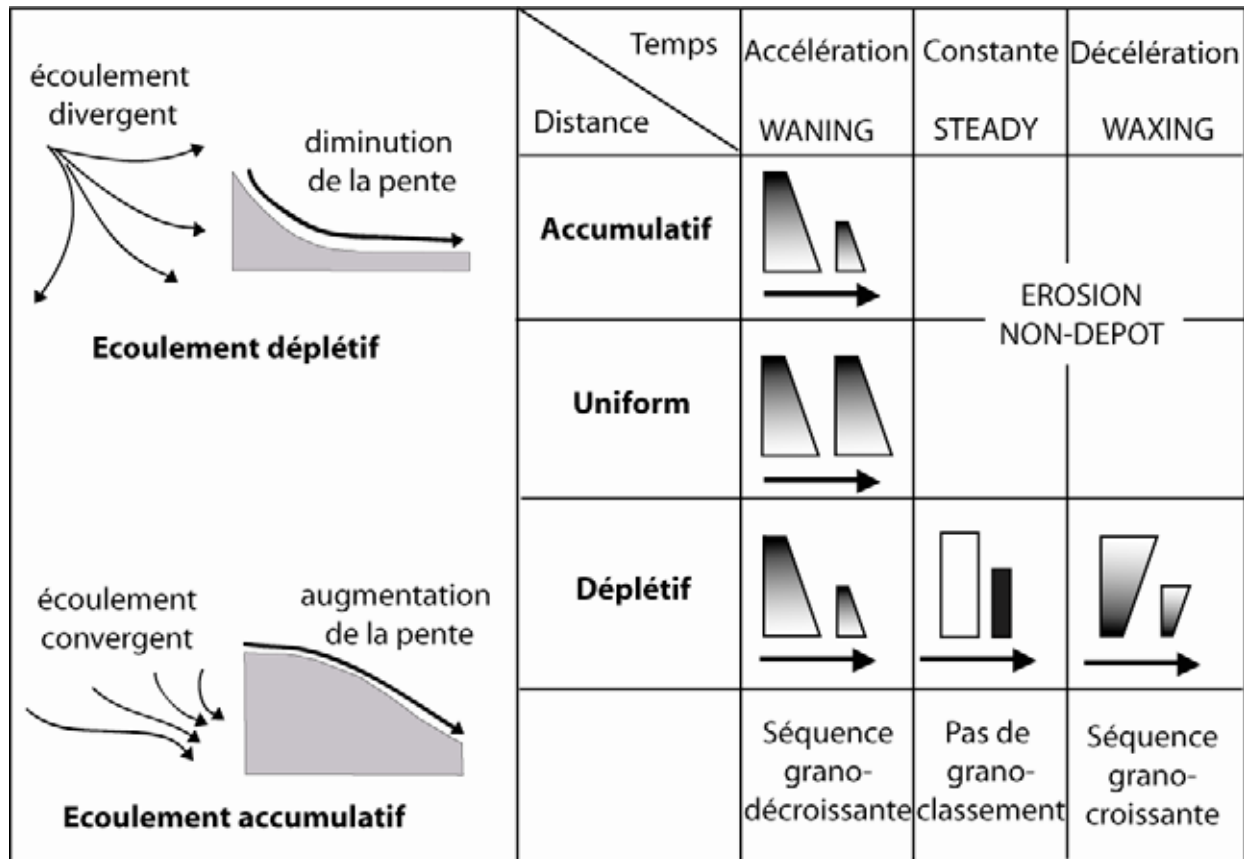 écoulement
divergent
diminution
de la pente
Ecoulement déplétif
écoulement
convergent
augmentation
de la pente
Ecoulement accumulatif
Temps
Distance
Accélération
WANING
Constante
STEADY
Décélération
WAXING
Accumulatif
EROSION
NON-DEPOT
Uniform
Déplétif
Séquence
grano-
décroissante
Pas de
grano-
classement
Séquence
grano-
croissante